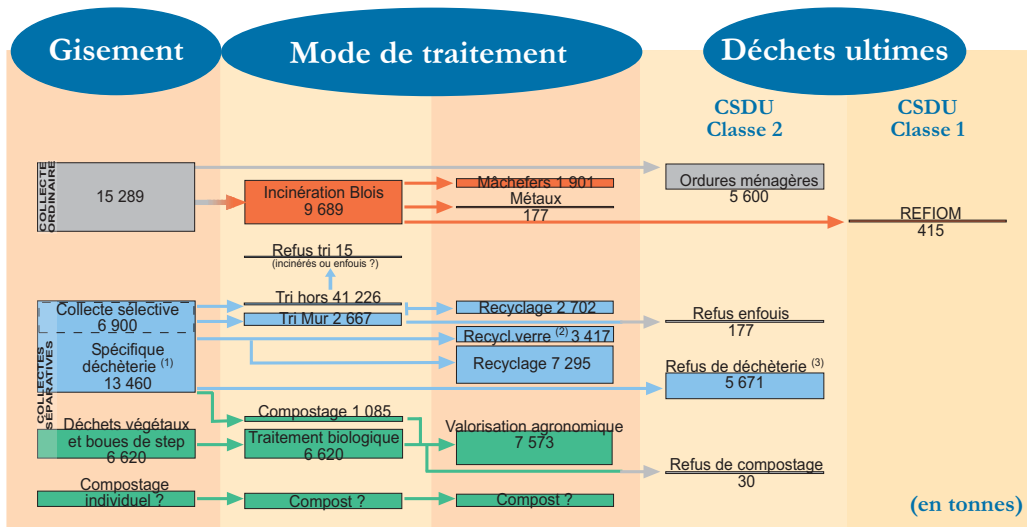 Gisement
Mode de traitement
Déchets ultimes
CSDU
Classe 2
CSDU
Classe 1
COLLECTE
ORDINAIRE
15 289
Incinération Blois
9 689
Mâchefers 1 901
Métaux
177
Ordures ménagères
5 600
REFIOM
415
Refus tri 15
(incinérés ou enfouis ?)
COLLECTES
SÉPARATIVES
Collecte sélective
6 900
Tri hors 41 226
Tri Mur 2 667
Recyclage 2 702
Refus enfouis
177
Spécifique
déchèterie (1)
13 460
Recycl.verre (2) 3 417
Recyclage 7 295
Refus de déchèterie (3)
5 671
Compostage 1 085
Déchets végétaux
et boues de step
6 620
Traitement biologique
6 620
Valorisation agronomique
7 573
Refus de compostage
30
Compostage
individuel ?
Compost ?
Compost ?
(en tonnes)